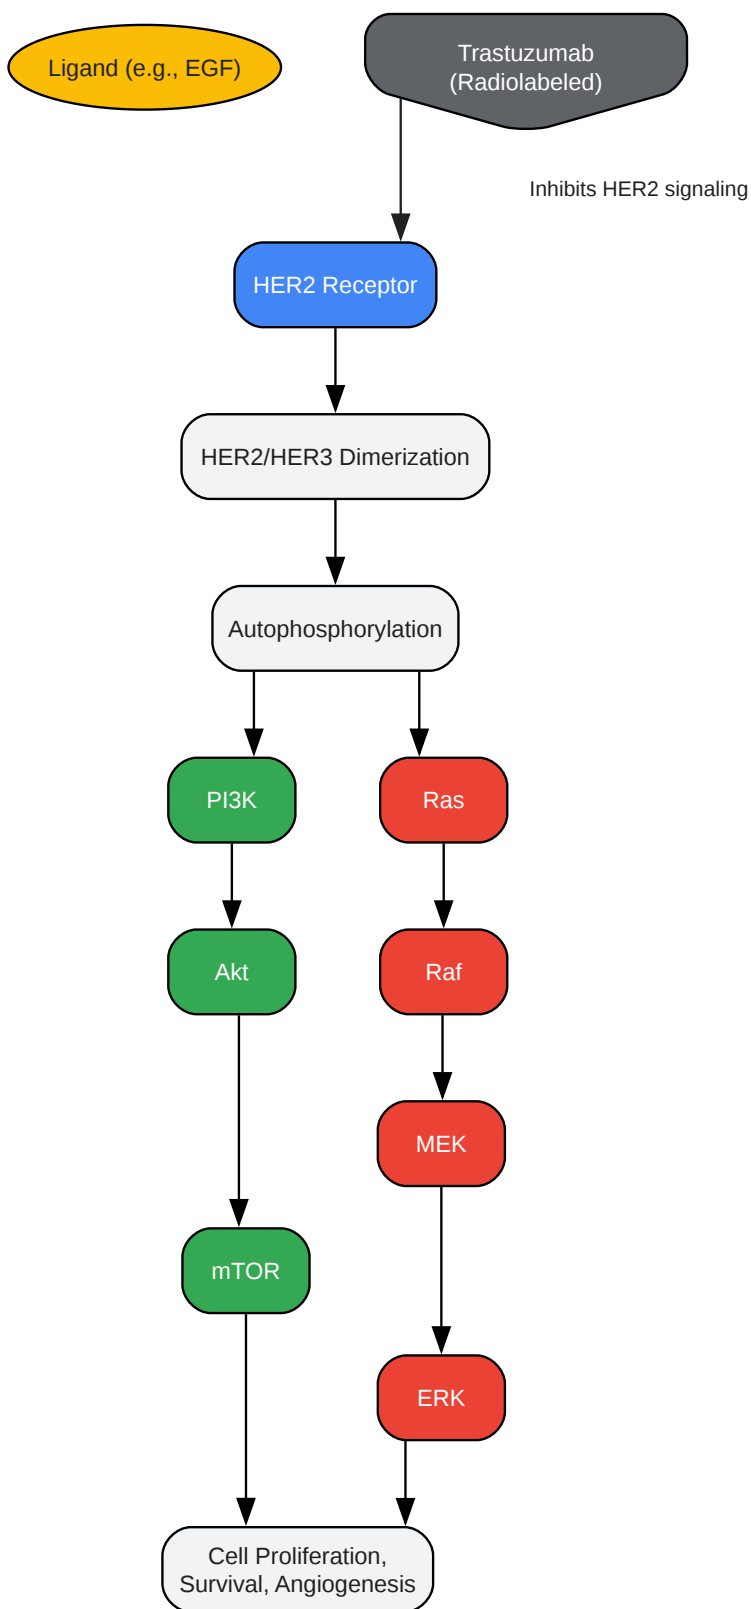 Ligand (e.g., EGF)
Trastuzumab
(Radiolabeled)
Inhibits HER2 signaling
HER2 Receptor
HER2/HER3 Dimerization
Autophosphorylation
PI3K
Ras
Akt
Raf
MEK
mTOR
ERK
Cell Proliferation,
Survival, Angiogenesis